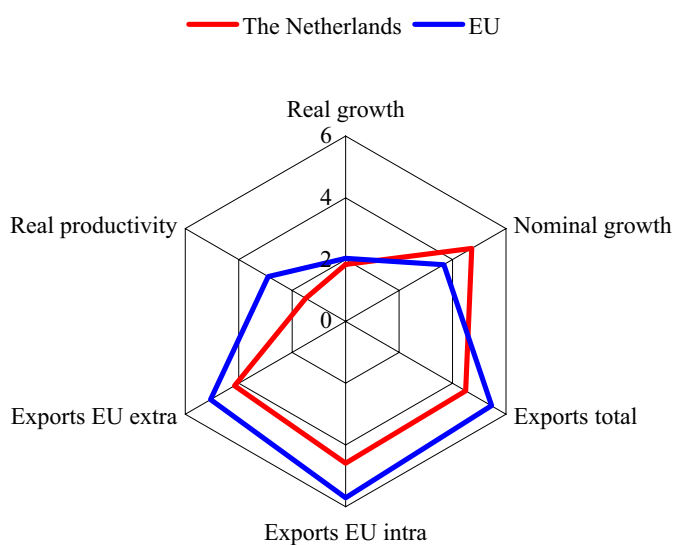 The Netherlands EU
Real growth
6
Real productivity
4
Nominal growth
2
0
Exports EU extra
Exports total
Exports EU intra